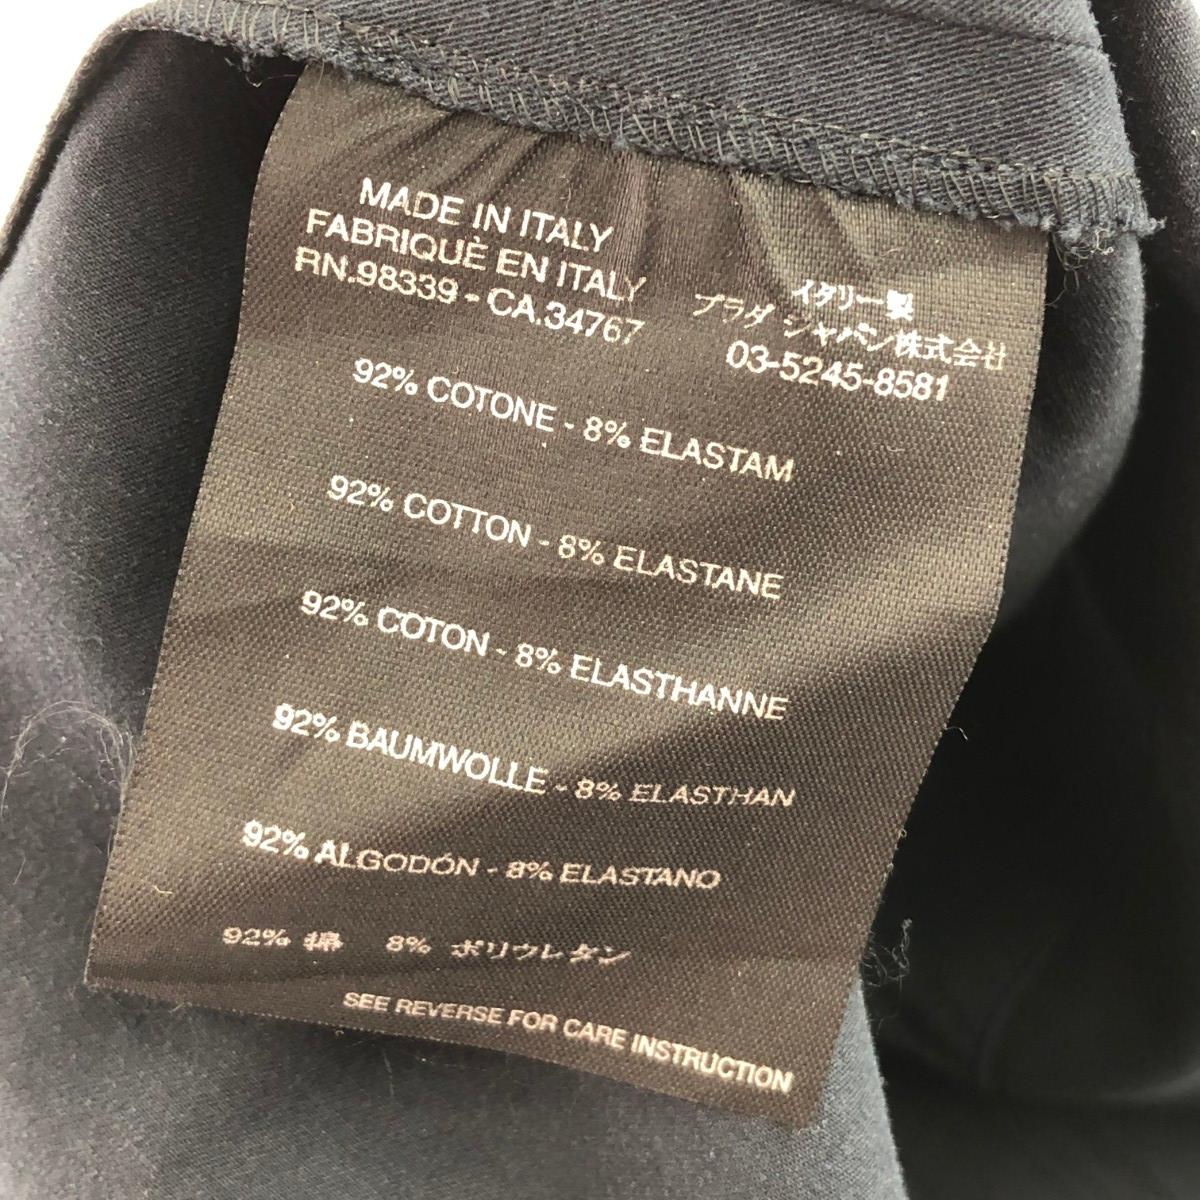 MADE IN ITALY
FABRIQUÈ EN ITALY
RN.98339 - CA.34767
イタリー製
プラダ ジャパン株式会社
03-5245-8581
92% COTONE - 8% ELASTAM
92% COTTON - 8% ELASTANE
92% COTON - 8% ELASTHANNE
92% BAUMWOLLE - 8% ELASTHAN
92% ALGODÓN - 8% ELASTANO
92% 綿 8% ポリウレタン
SEE REVERSE FOR CARE INSTRUCTION